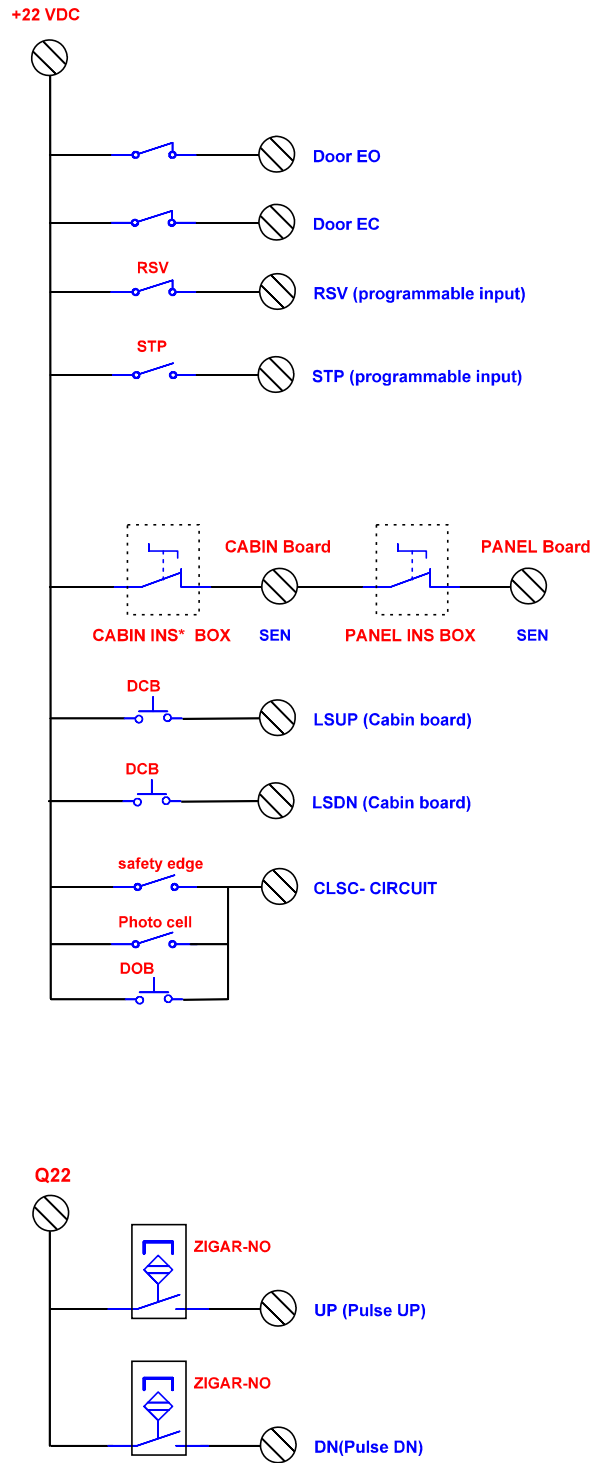 +22 VDC
Door EO
Door EC
RSV
RSV (programmable input)
STP
STP (programmable input)
CABIN Board
PANEL Board
CABIN INS* BOX
SEN
PANEL INS BOX
SEN
DCB
LSUP (Cabin board)
DCB
LSDN (Cabin board)
safety edge
CLSC- CIRCUIT
Photo cell
DOB
Q22
ZIGAR-NO
UP (Pulse UP)
ZIGAR-NO
DN(Pulse DN)